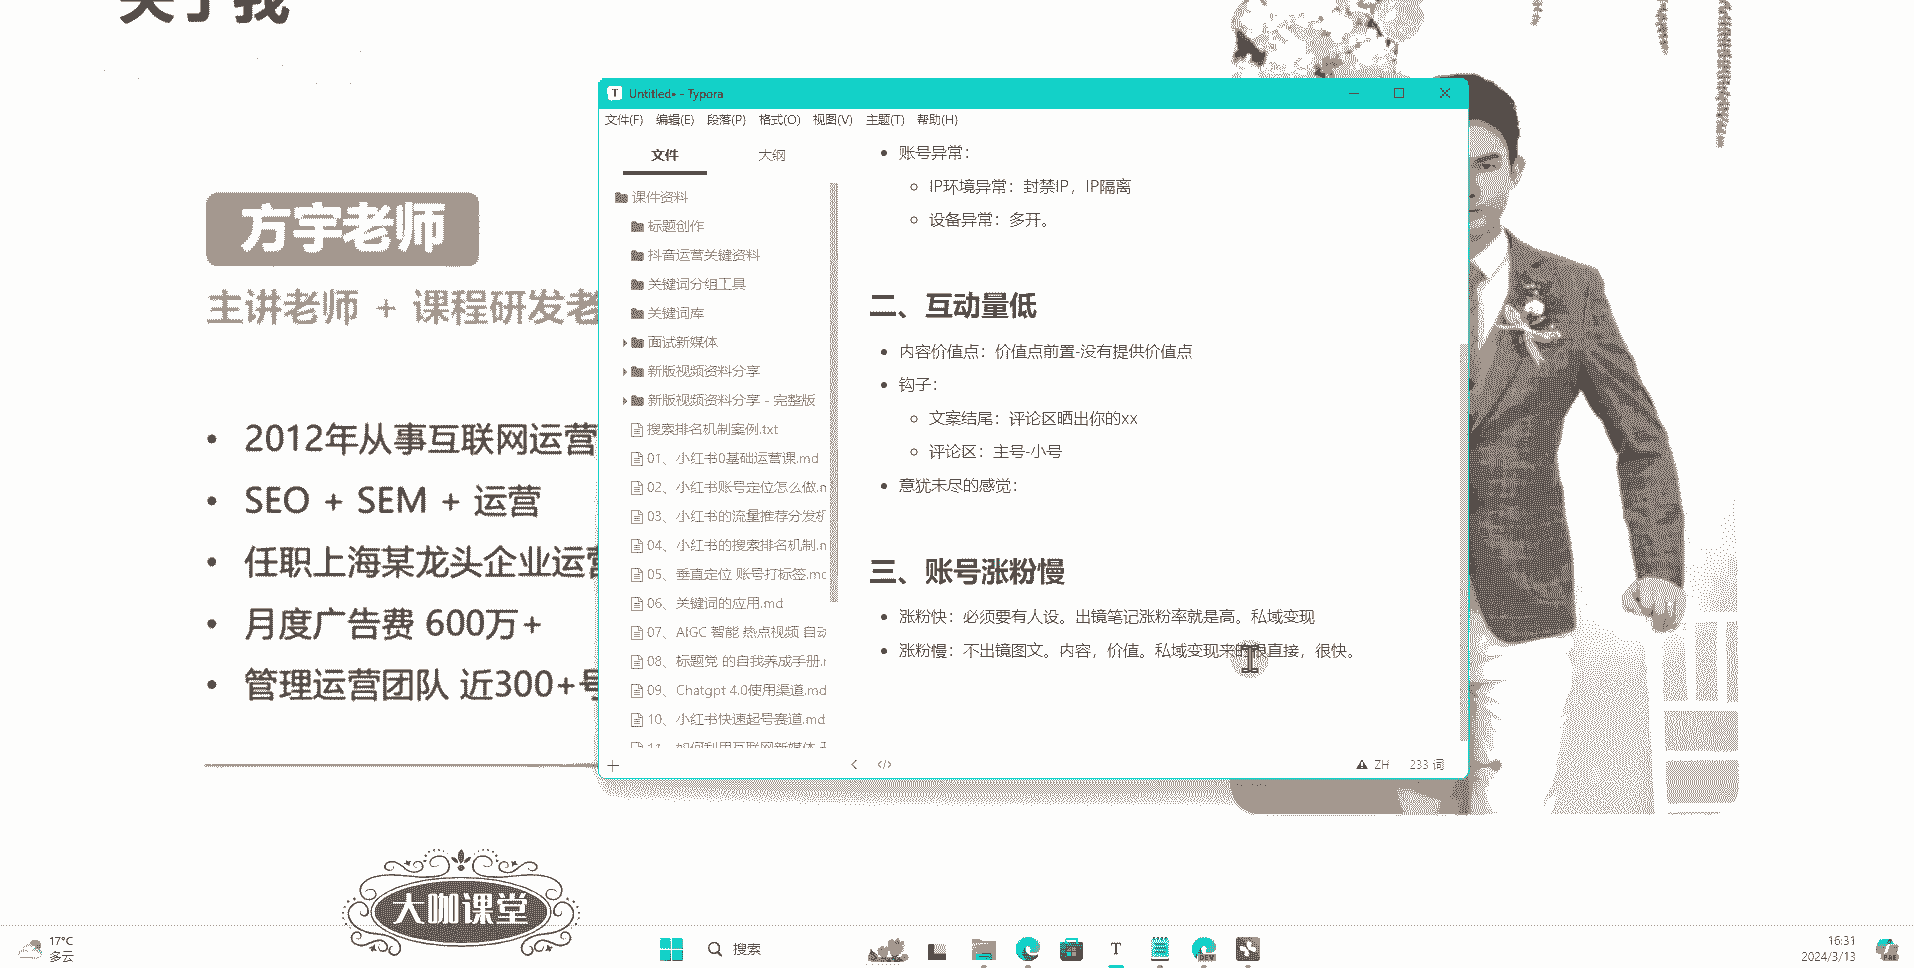 关于我
方宇老师
主讲老师 + 课程研发老
2012年从事互联网运营
SEO + SEM + 运营
任职上海某龙头企业运营
月度广告费 600万+
管理运营团队 近300+
大咖课堂
Untitled• - Typora
文件(F) 编辑(E) 段落(P) 格式(O) 视图(V) 主题(T) 帮助(H)
文件 大纲
课件资料
标题创作
抖音运营关键资料
关键词分组工具
关键词库
面试新媒体
新版视频资料分享
新版视频资料分享 - 完整版
搜索排名机制案例.txt
01、小红书0基础运营课.md
02、小红书账号定位怎么做.n
03、小红书的流量推荐分发机
04、小红书的搜索排名机制.n
05、垂直定位 账号打标签.mc
06、关键词的应用.md
07、AIGC 智能 热点视频 自动
08、标题党 的自我养成手册.r
09、Chatgpt 4.0使用渠道.md
10、小红书快速起号赛道.md
11、如何利用互联网新媒体
账号异常：
IP环境异常：封禁IP，IP隔离
设备异常：多开。
二、互动量低
内容价值点：价值点前置-没有提供价值点
钩子：
文案结尾：评论区晒出你的xx
评论区：主号-小号
意犹未尽的感觉：
三、账号涨粉慢
涨粉快：必须要有人设。出镜笔记涨粉率就是高。私域变现
涨粉慢：不出镜图文。内容，价值。私域变现来的很直接，很快。
ZH 233 词
17°C
多云
搜索
16:31
2024/3/13